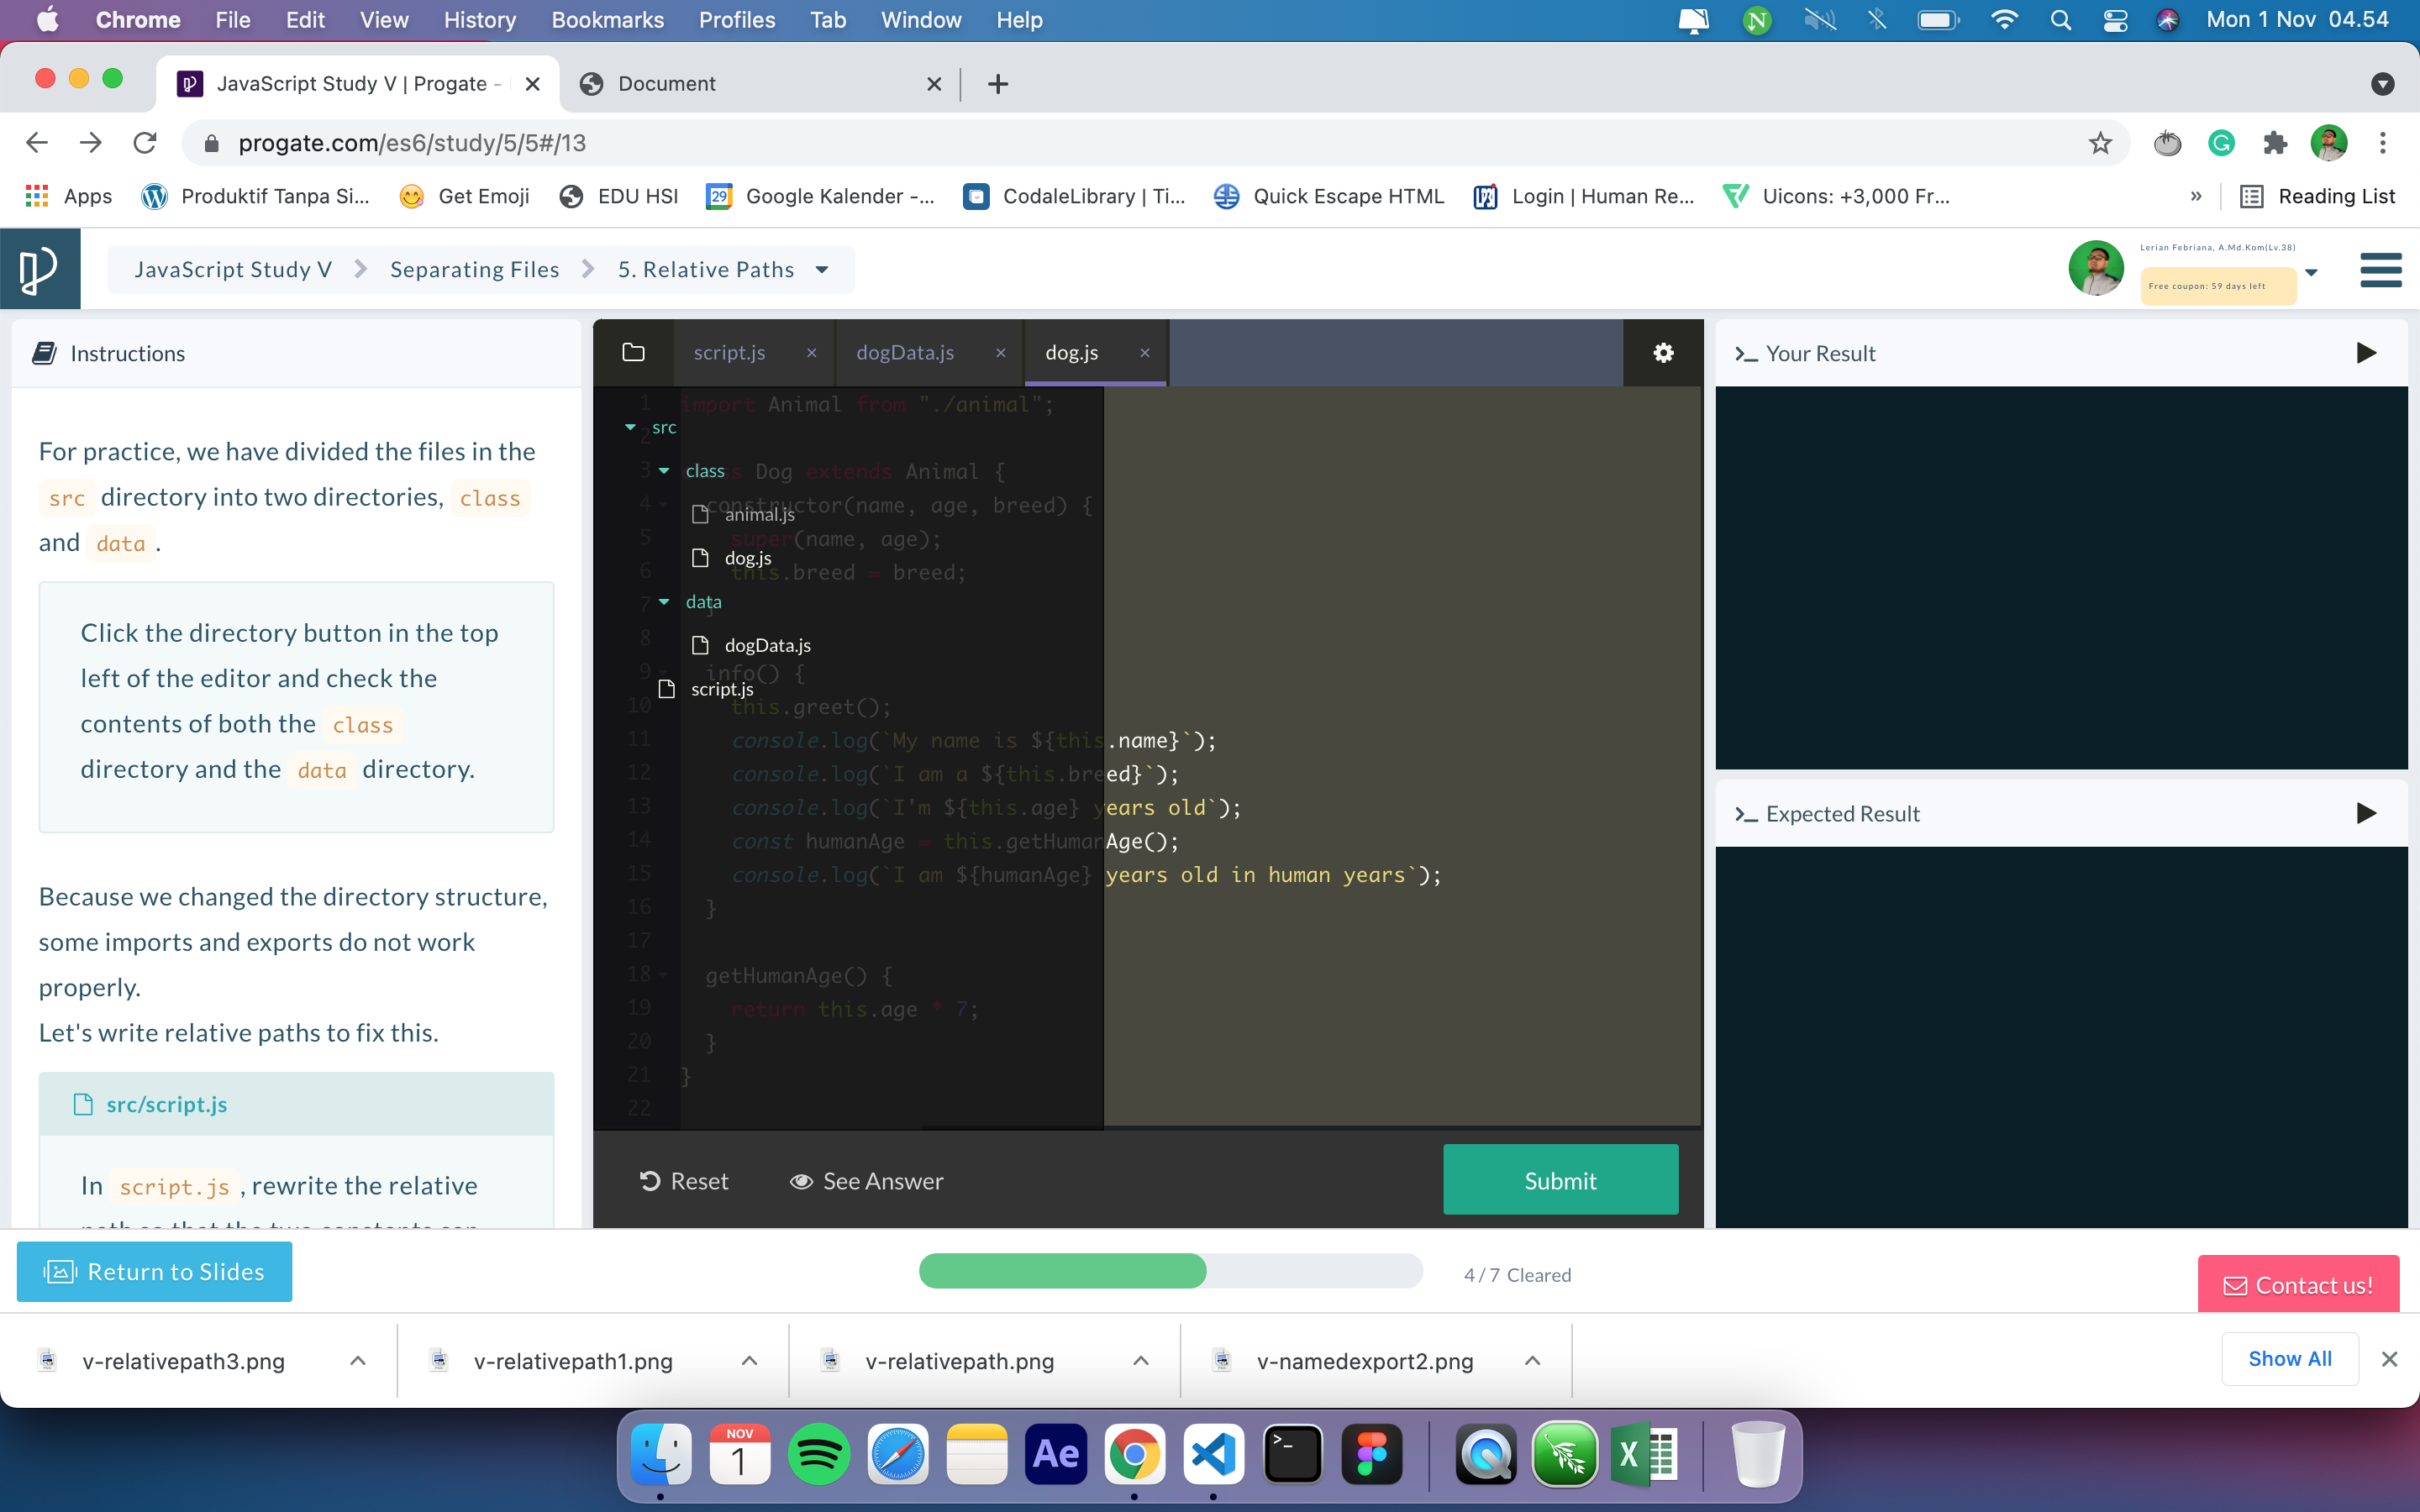 Chrome File Edit View History Bookmarks Profiles Tab Window Help Mon 1 Nov 04.54
JavaScript Study V | Progate - Document
progate.com/es6/study/5/5#/13
Apps Produktif Tanpa Si... Get Emoji EDU HSI 29 Google Kalender -... CodaleLibrary | Ti... Quick Escape HTML Login | Human Re... Uicons: +3,000 Fr... » Reading List
JavaScript Study V Separating Files 5. Relative Paths
Lerian Febriana, A.Md.Kom(Lv.38)
Free coupon: 59 days left
Instructions
For practice, we have divided the files in the
src directory into two directories, class
and data .
Click the directory button in the top
left of the editor and check the
contents of both the class
directory and the data directory.
Because we changed the directory structure,
some imports and exports do not work
properly.
Let's write relative paths to fix this.
src/script.js
In script.js , rewrite the relative
path so that the two constants can
script.js dogData.js dog.js
src
class
animal.js
dog.js
data
dogData.js
script.js
1 import Animal from "./animal";
2
3 s Dog extends Animal {
4 constructor(name, age, breed) {
5 super(name, age);
6 this.breed = breed;
7 }
8
9 info() {
10 this.greet();
11 console.log(`My name is ${this.name}`);
12 console.log(`I am a ${this.breed}`);
13 console.log(`I'm ${this.age} years old`);
14 const humanAge = this.getHumanAge();
15 console.log(`I am ${humanAge} years old in human years`);
16 }
17
18 getHumanAge() {
19 return this.age * 7;
20 }
21 }
22
Reset See Answer Submit
Your Result
Expected Result
Return to Slides
4 / 7 Cleared
Contact us!
v-relativepath3.png v-relativepath1.png v-relativepath.png v-namedexport2.png Show All
NOV
1
Ae
X